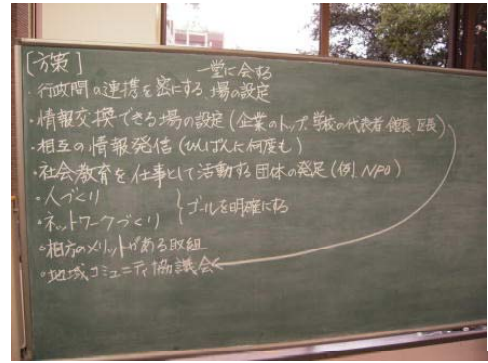 [方策] 一堂に会する
・行政間の連携を密にする場の設定
・情報交換できる場の設定(企業のトップ、学校の代表者、館長、区長)
・相互の情報発信(ひんぱんに何度も)
・社会教育を仕事として活動する団体の発足(例.NPO)
・人づくり
・ネットワークづくり } ゴールを明確にする
・相方のメリットがある取組
・地域コミュニティ協議会